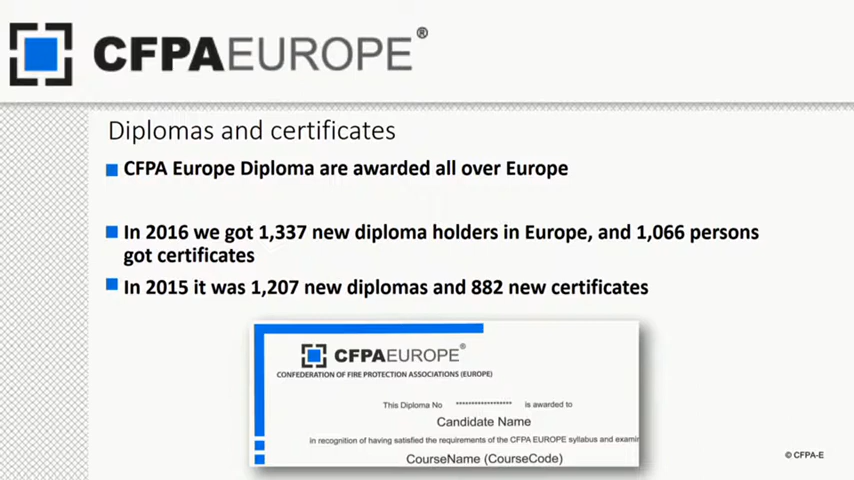 CFPAEUROPE®
Diplomas and certificates
CFPA Europe Diploma are awarded all over Europe
In 2016 we got 1,337 new diploma holders in Europe, and 1,066 persons
got certificates
In 2015 it was 1,207 new diplomas and 882 new certificates
CFPAEUROPE®
CONFEDERATION OF FIRE PROTECTION ASSOCIATIONS (EUROPE)
This Diploma No ****************** is awarded to
Candidate Name
in recognition of having satisfied the requirements of the CFPA EUROPE syllabus and examin
CourseName (CourseCode)
© CFPA-E